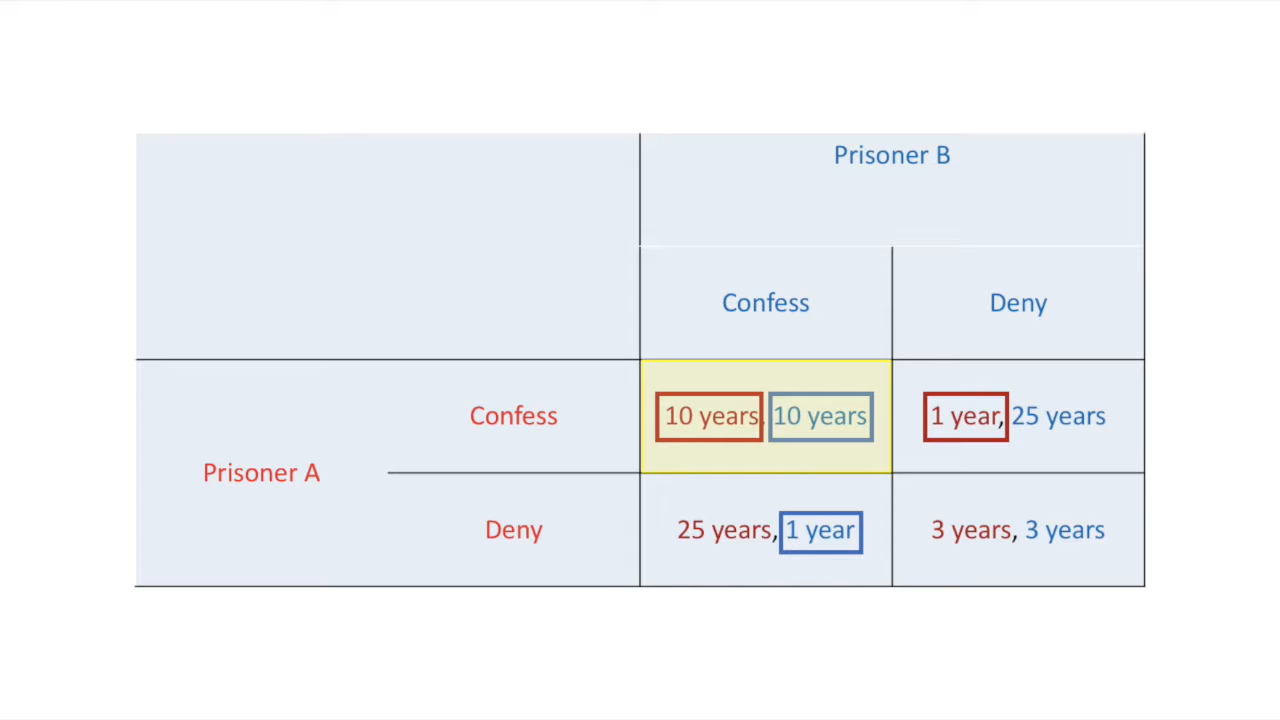 Prisoner B
Confess Deny
Confess 10 years, 10 years 1 year, 25 years
Prisoner A
Deny 25 years, 1 year 3 years, 3 years